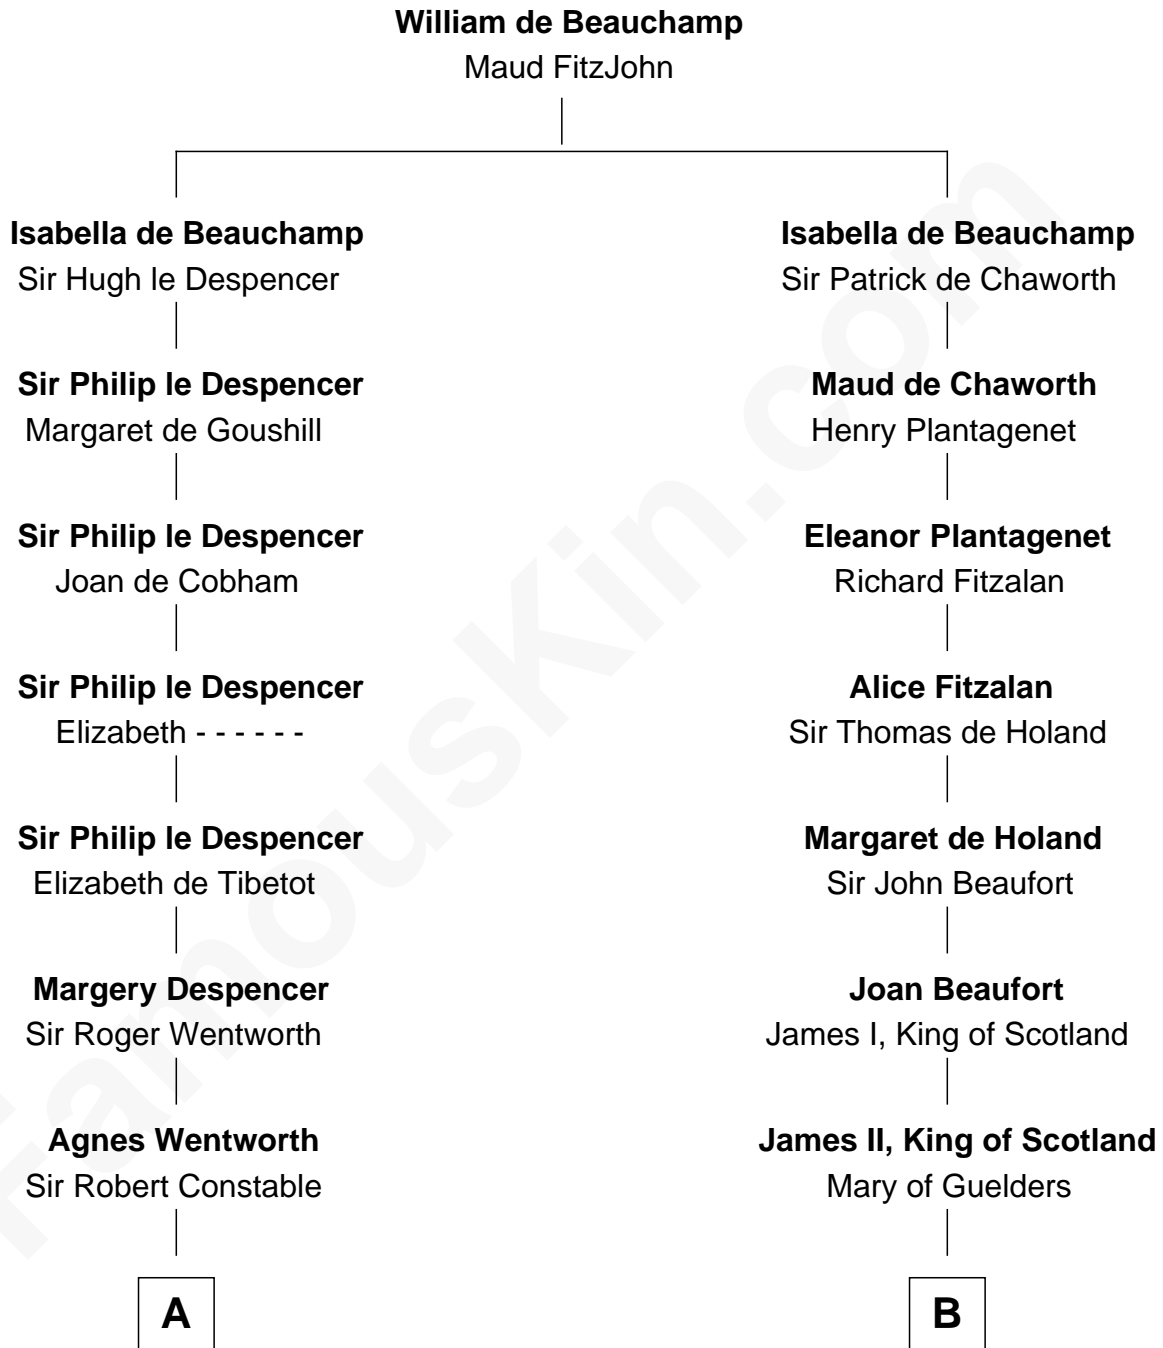 William de Beauchamp
Maud FitzJohn
Isabella de Beauchamp
Sir Hugh le Despencer
Isabella de Beauchamp
Sir Patrick de Chaworth
Sir Philip le Despencer
Margaret de Goushill
Maud de Chaworth
Henry Plantagenet
Sir Philip le Despencer
Joan de Cobham
Eleanor Plantagenet
Richard Fitzalan
Sir Philip le Despencer
Elizabeth - - - - - -
Alice Fitzalan
Sir Thomas de Holand
Sir Philip le Despencer
Elizabeth de Tibetot
Margaret de Holand
Sir John Beaufort
Margery Despencer
Sir Roger Wentworth
Joan Beaufort
James I, King of Scotland
Agnes Wentworth
Sir Robert Constable
James II, King of Scotland
Mary of Guelders
A
B
FamousKin.com